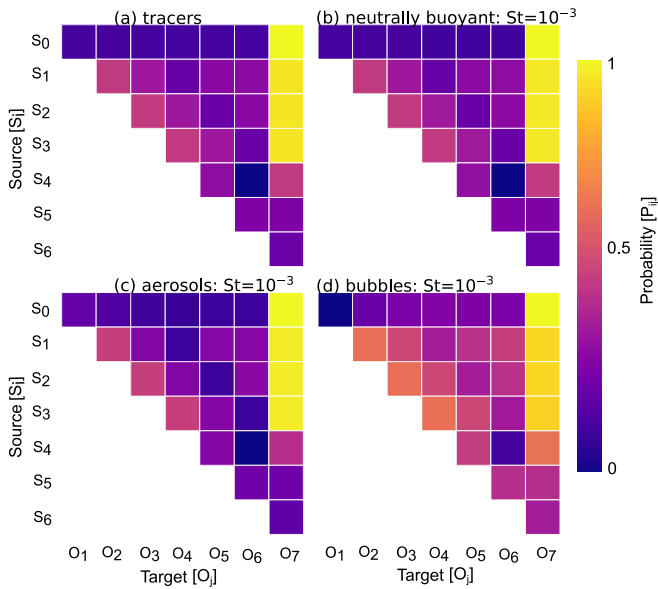 (a) tracers
(b) neutrally buoyant: St=10⁻³
S₀
S₁
S₂
S₃
S₄
S₅
S₆
Source [Sᵢ]
(c) aerosols: St=10⁻³
(d) bubbles: St=10⁻³
S₀
S₁
S₂
S₃
S₄
S₅
S₆
Source [Sᵢ]
O₁ O₂ O₃ O₄ O₅ O₆ O₇
Target [Oⱼ]
O₁ O₂ O₃ O₄ O₅ O₆ O₇
Target [Oⱼ]
1
0.5
0
Probability [Pᵢⱼ]